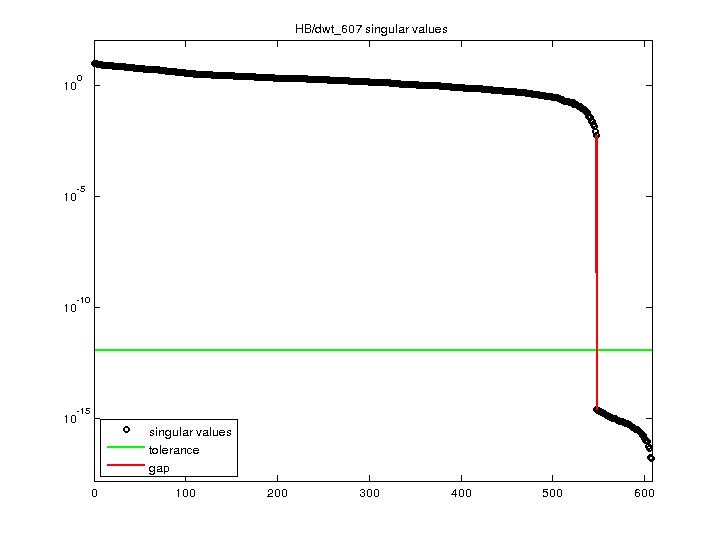 HB/dwt_607 singular values
10^0
10^-5
10^-10
10^-15
singular values
tolerance
gap
0 100 200 300 400 500 600